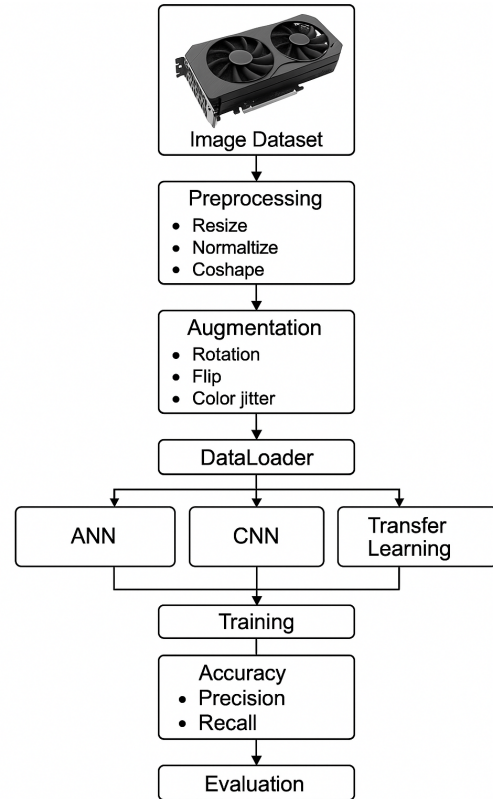 Image Dataset
Preprocessing
• Resize
• Normaltize
• Coshape
Augmentation
• Rotation
• Flip
• Color jitter
DataLoader
ANN
CNN
Transfer
Learning
Training
Accuracy
• Precision
• Recall
Evaluation